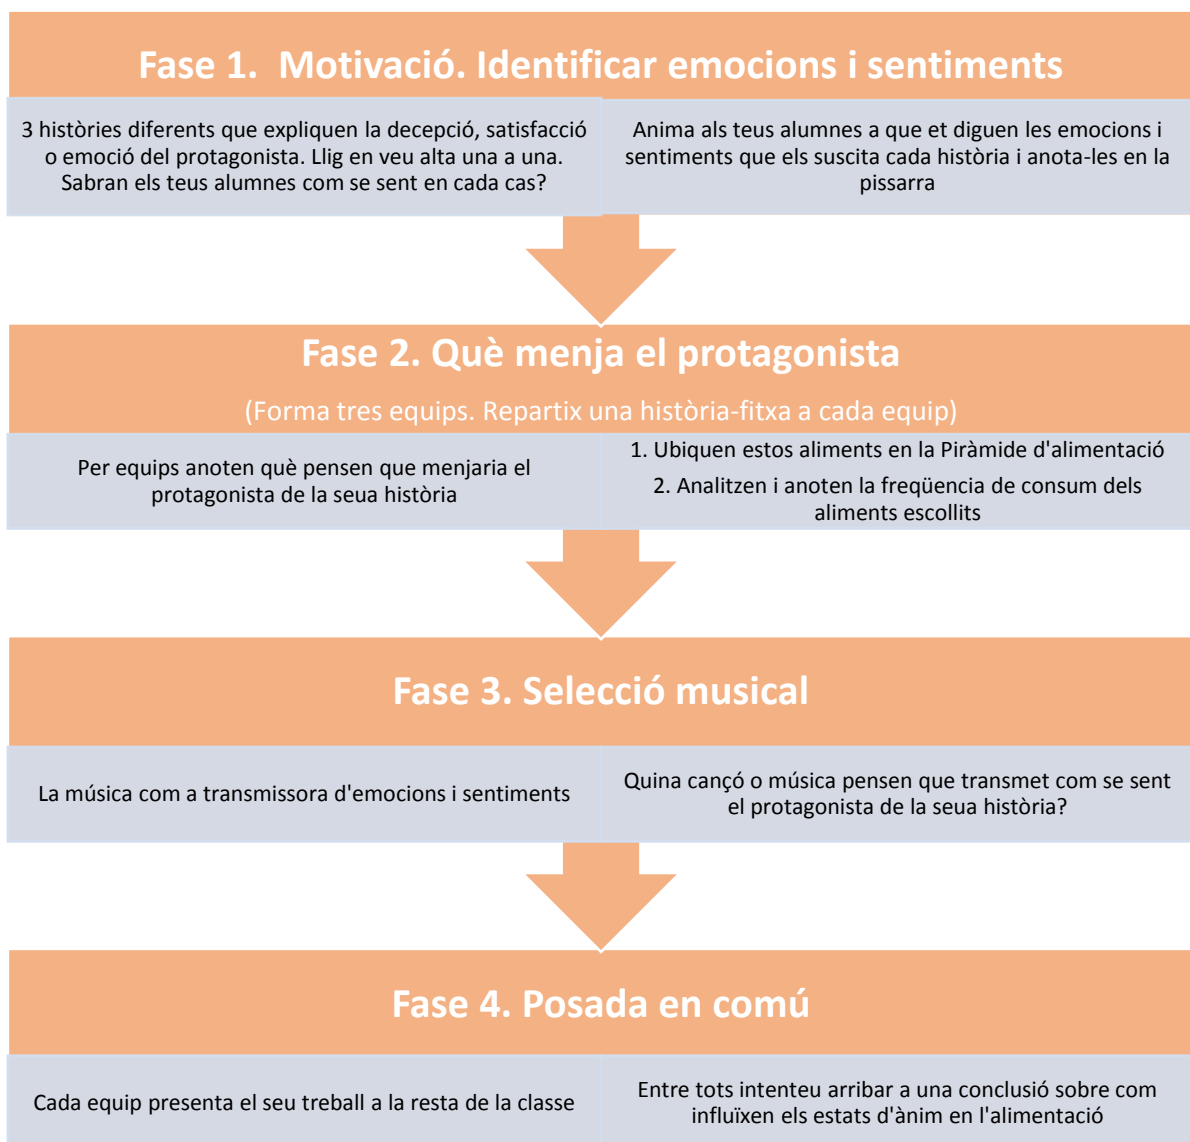 Fase 1.  Motivació. Identificar emocions i sentiments
3 històries diferents que expliquen la decepció, satisfacció
o emoció del protagonista. Llig en veu alta una a una.
Sabran els teus alumnes com se sent en cada cas?
Anima als teus alumnes a que et diguen les emocions i
sentiments que els suscita cada història i anota-les en la
pissarra
Fase 2. Què menja el protagonista
(Forma tres equips. Repartix una història-fitxa a cada equip)
Per equips anoten què pensen que menjaria el
protagonista de la seua història
1. Ubiquen estos aliments en la Piràmide d'alimentació
2. Analitzen i anoten la freqüencia de consum dels
aliments escollits
Fase 3. Selecció musical
La música com a transmissora d'emocions i sentiments
Quina cançó o música pensen que transmet com se sent
el protagonista de la seua història?
Fase 4. Posada en comú
Cada equip presenta el seu treball a la resta de la classe
Entre tots intenteu arribar a una conclusió sobre com
influïxen els estats d'ànim en l'alimentació